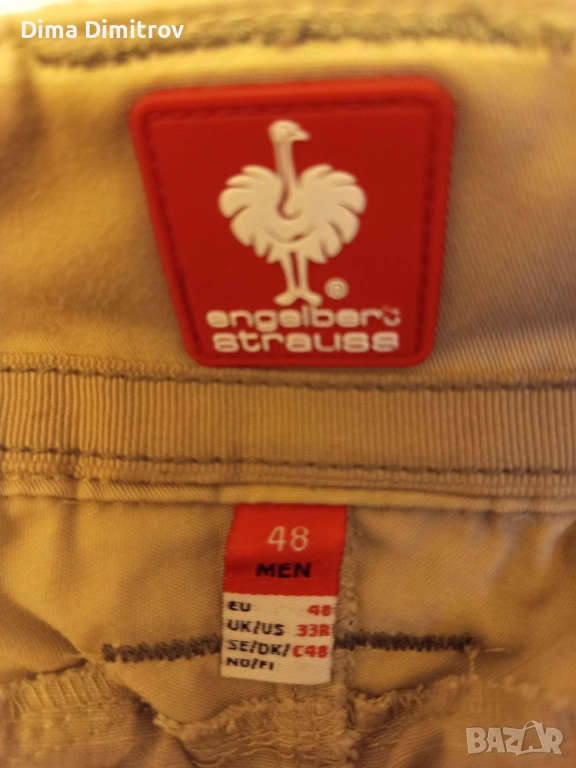 Dima Dimitrov
®
engelbert
strauss
48
MEN
EU 48
UK/US 33R
SE/DK/ C48
NO/FI
BAZAR